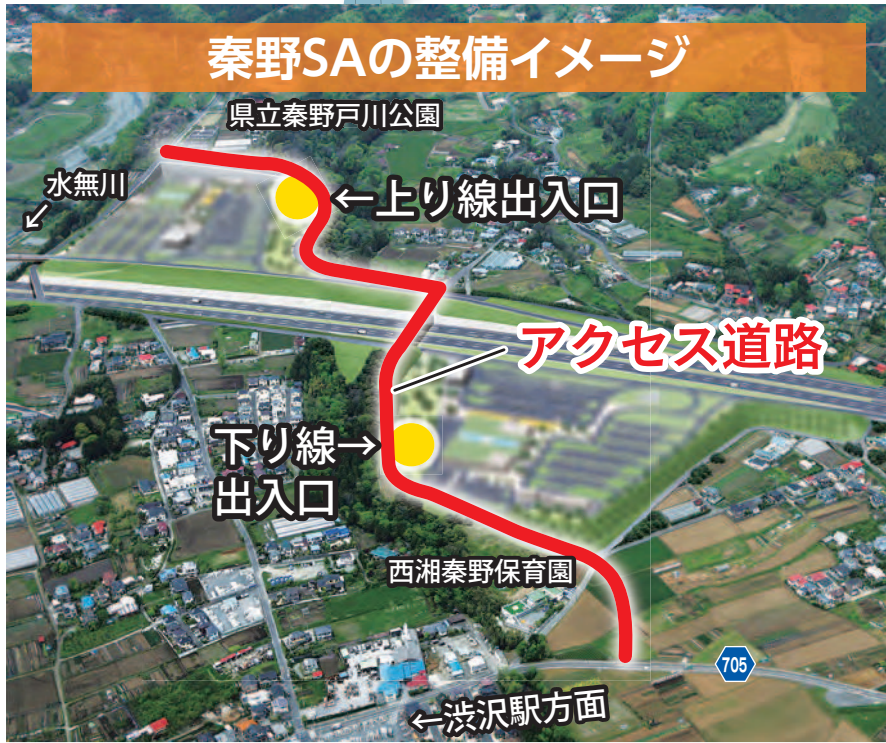 秦野SAの整備イメージ
県立秦野戸川公園
水無川
↙
←上り線出入口
アクセス道路
下り線→
出入口
西湘秦野保育園
705
←渋沢駅方面